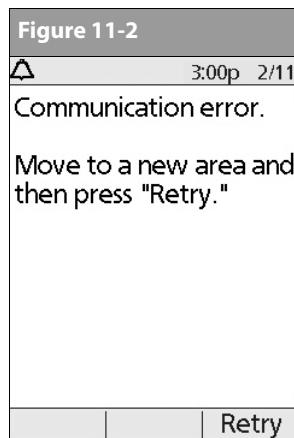 Figure 11-2
3:00p 2/11
Communication error.
Move to a new area and
then press "Retry."
Retry